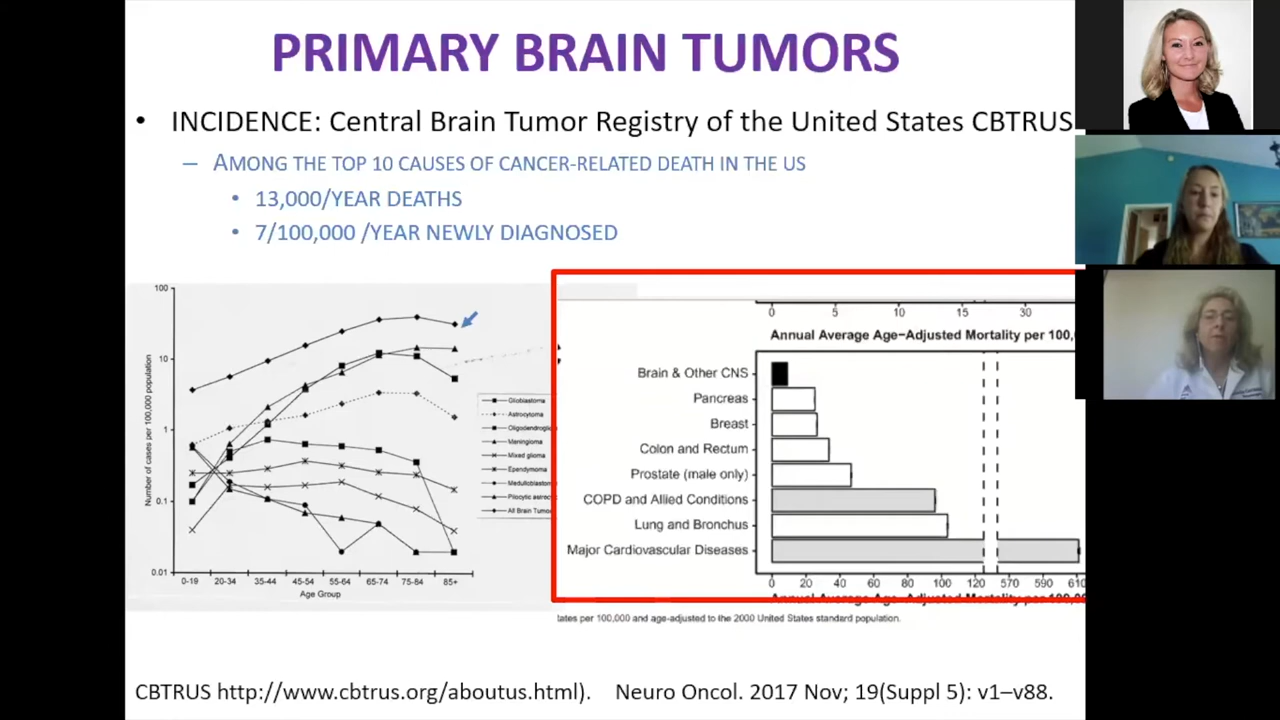 PRIMARY BRAIN TUMORS
• INCIDENCE: Central Brain Tumor Registry of the United States CBTRUS
– AMONG THE TOP 10 CAUSES OF CANCER-RELATED DEATH IN THE US
• 13,000/YEAR DEATHS
• 7/100,000 /YEAR NEWLY DIAGNOSED
Number of cases per 100,000 population
100
10
1
0.1
0.01
0-19 20-34 35-44 45-54 55-64 65-74 75-84 85+
Age Group
Glioblastoma
Astrocytoma
Oligodendroglio
Meningioma
Mixed glioma
Ependymoma
Medulloblastom
Pilocytic astroc
All Brain Tumo
0 5 10 15 30
Annual Average Age-Adjusted Mortality per 100,
Brain & Other CNS
Pancreas
Breast
Colon and Rectum
Prostate (male only)
COPD and Allied Conditions
Lung and Bronchus
Major Cardiovascular Diseases
0 20 40 60 80 100 120 570 590 610
Annual Average Age-Adjusted Mortality per 100,00
tates per 100,000 and age-adjusted to the 2000 United States standard population.
CBTRUS http://www.cbtrus.org/aboutus.html). Neuro Oncol. 2017 Nov; 19(Suppl 5): v1–v88.